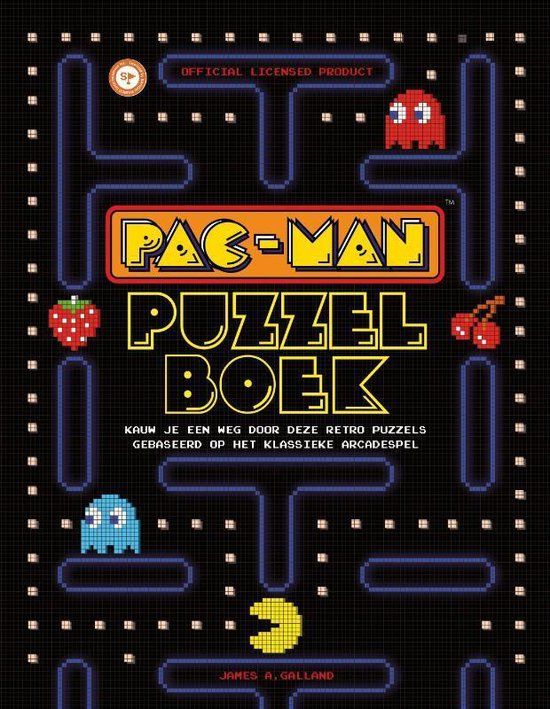 OFFICIAL LICENSED PRODUCT
PAC-MAN
TM
PUZZEL
BOEK
KAUW JE EEN WEG DOOR DEZE RETRO PUZZELS
GEBASEERD OP HET KLASSIEKE ARCADESPEL
JAMES A.GALLAND